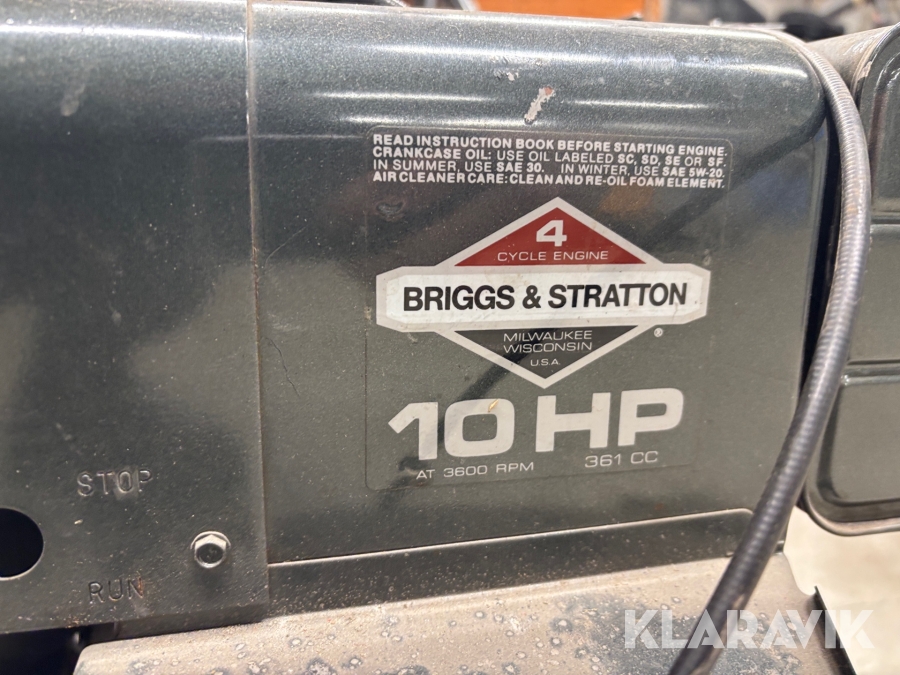 READ INSTRUCTION BOOK BEFORE STARTING ENGINE.
CRANKCASE OIL: USE OIL LABELED SC, SD, SE OR SF.
IN SUMMER, USE SAE 30. IN WINTER, USE SAE 5W-20.
AIR CLEANER CARE: CLEAN AND RE-OIL FOAM ELEMENT.
4
CYCLE ENGINE
BRIGGS & STRATTON
®
MILWAUKEE
WISCONSIN
U.S.A.
10 HP
AT 3600 RPM 361 CC
STOP
RUN
KLARAVIK